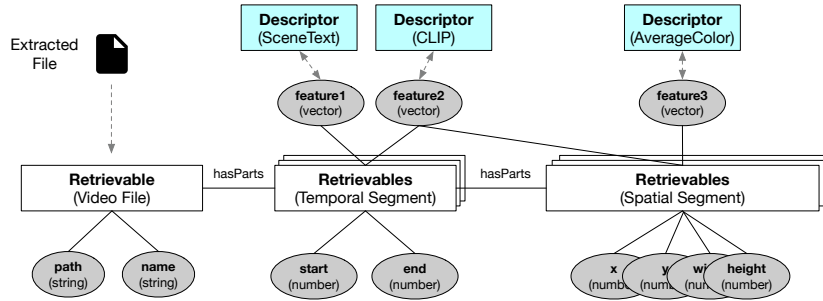 Extracted
File
Descriptor
(SceneText)
Descriptor
(CLIP)
Descriptor
(AverageColor)
feature1
(vector)
feature2
(vector)
feature3
(vector)
Retrievable
(Video File)
hasParts
Retrievables
(Temporal Segment)
hasParts
Retrievables
(Spatial Segment)
path
(string)
name
(string)
start
(number)
end
(number)
x
y
height
(number)